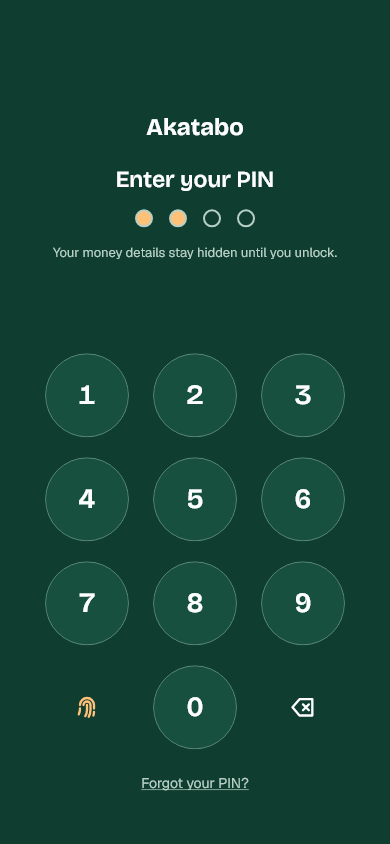 Akatabo
Enter your PIN
Your money details stay hidden until you unlock.
1 2 3
4 5 6
7 8 9
0
Forgot your PIN?